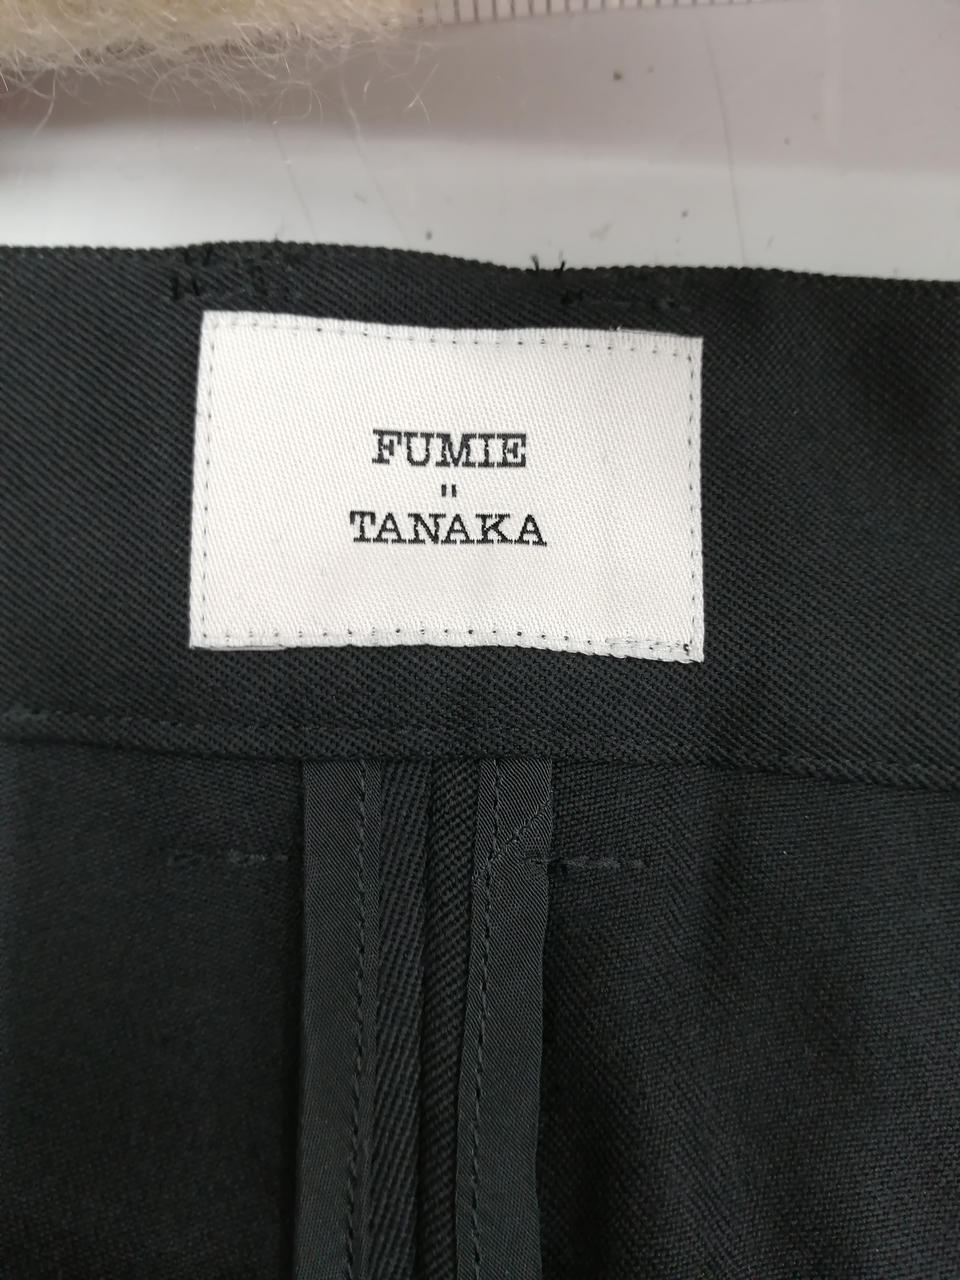 FUMIE
"
TANAKA